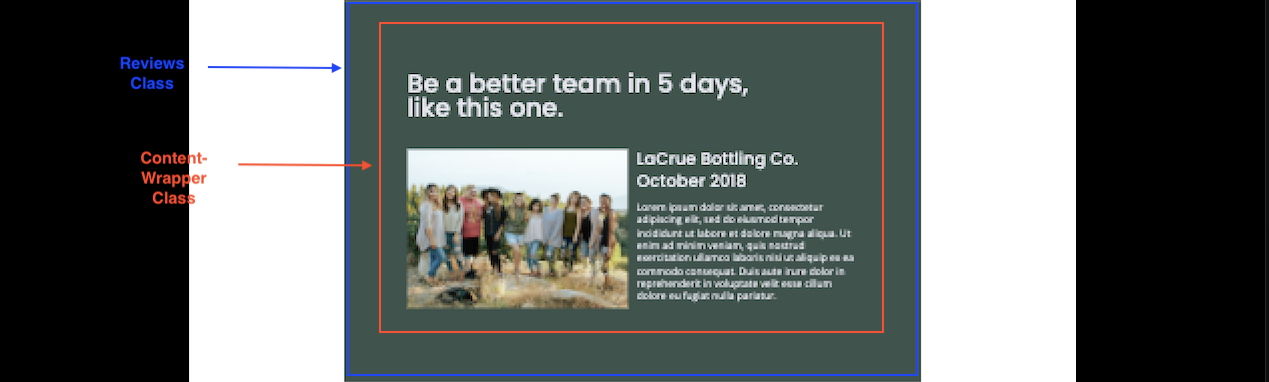 Reviews
Class
Content-
Wrapper
Class
Be a better team in 5 days,
like this one.
LaCrue Bottling Co.
October 2018
Lorem ipsum dolor sit amet, consectetur
adipiscing elit, sed do eiusmod tempor
incididunt ut labore et dolore magna aliqua. Ut
enim ad minim veniam, quis nostrud
exercitation ullamco laboris nisi ut aliquip ex ea
commodo consequat. Duis aute irure dolor in
reprehenderit in voluptate velit esse cillum
dolore eu fugiat nulla pariatur.